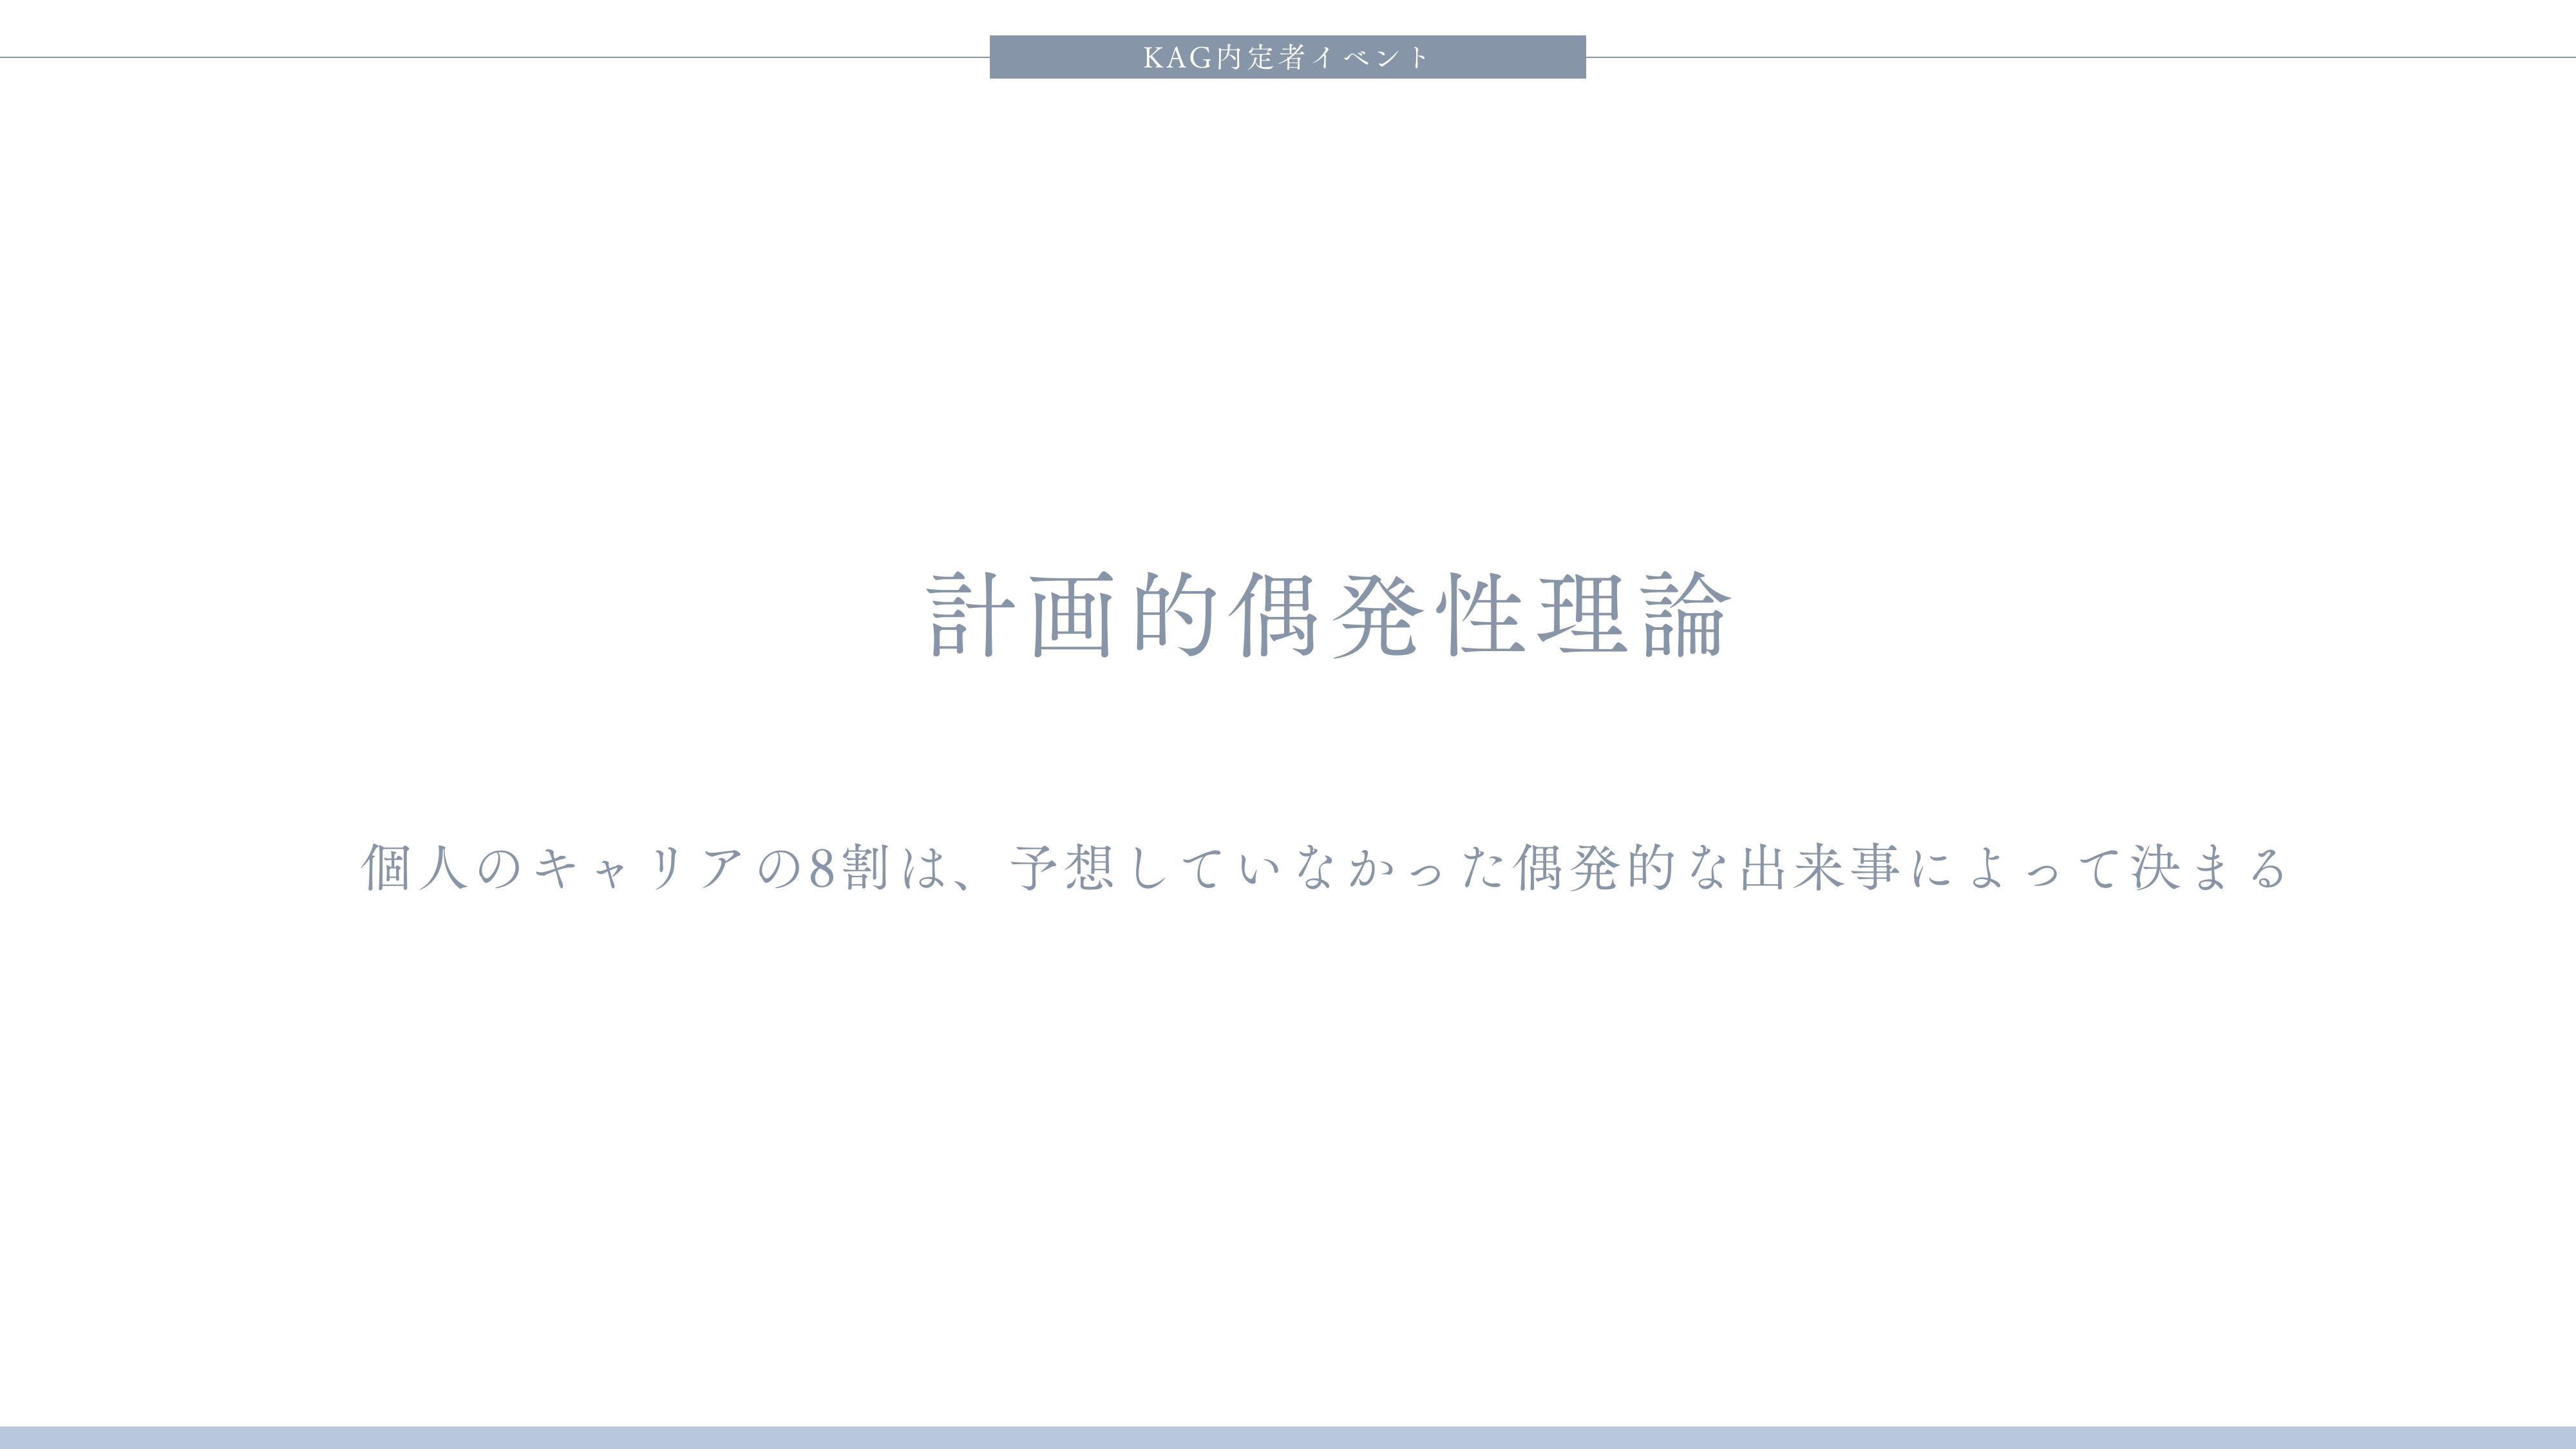 KAG内定者イベント
計画的偶発性理論
個人のキャリアの8割は、予想していなかった偶発的な出来事によって決まる